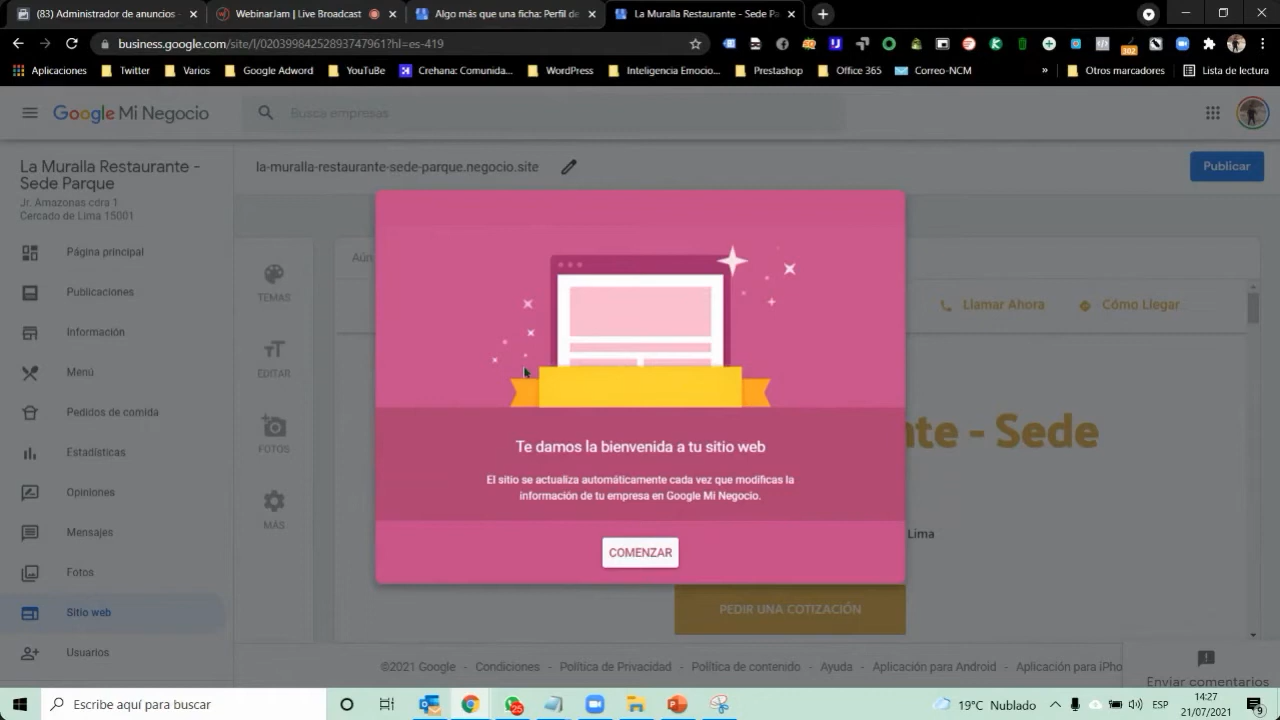 (83) Administrador de anuncios -
WebinarJam | Live Broadcast
Algo más que una ficha: Perfil de
La Muralla Restaurante - Sede Pa
business.google.com/site/l/02039984252893747961?hl=es-419
302
Aplicaciones
Twitter
Varios
Google Adword
YouTube
Crehana: Comunida...
WordPress
Inteligencia Emocio...
Prestashop
Office 365
Correo-NCM
»
Otros marcadores
Lista de lectura
Google Mi Negocio
Busca empresas
La Muralla Restaurante -
Sede Parque
Jr. Amazonas cdra 1
Cercado de Lima 15001
la-muralla-restaurante-sede-parque.negocio.site
Publicar
Página principal
Publicaciones
Información
Menú
Pedidos de comida
Estadísticas
Opiniones
Mensajes
Fotos
Sitio web
Usuarios
TEMAS
EDITAR
FOTOS
MÁS
Aún
Llamar Ahora
Cómo Llegar
nte - Sede
Lima
Te damos la bienvenida a tu sitio web
El sitio se actualiza automáticamente cada vez que modificas la
información de tu empresa en Google Mi Negocio.
COMENZAR
PEDIR UNA COTIZACIÓN
©2021 Google - Condiciones - Política de Privacidad - Política de contenido - Ayuda - Aplicación para Android - Aplicación para iPho
Enviar comentarios
Escribe aquí para buscar
25
19°C Nublado
ESP
14:27
21/07/2021
9